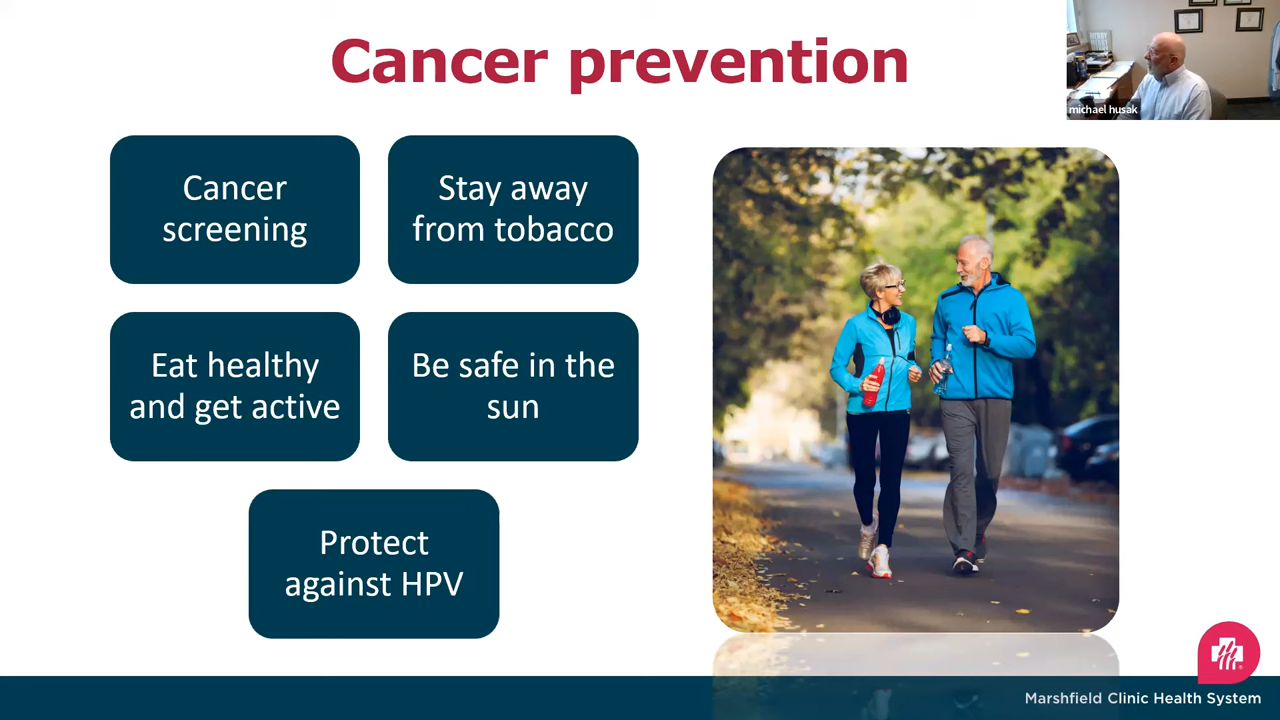 Cancer prevention
michael husak
Cancer
screening
Stay away
from tobacco
Eat healthy
and get active
Be safe in the
sun
Protect
against HPV
Marshfield Clinic Health System